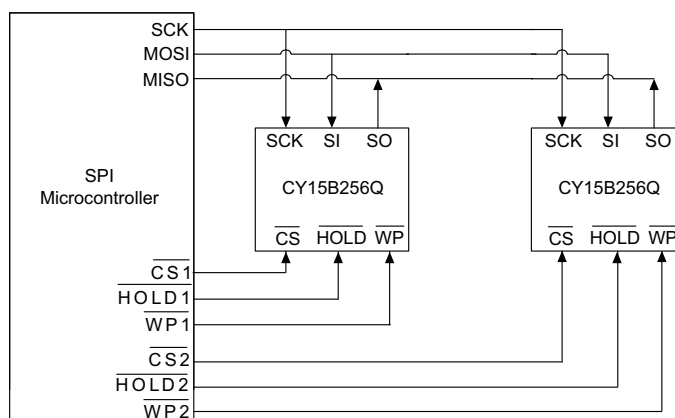 SCK
MOSI
MISO
SCK SI SO
SCK SI SO
SPI
Microcontroller
CY15B256Q
CY15B256Q
CS HOLD WP
CS HOLD WP
CS1
HOLD1
WP1
CS2
HOLD2
WP2